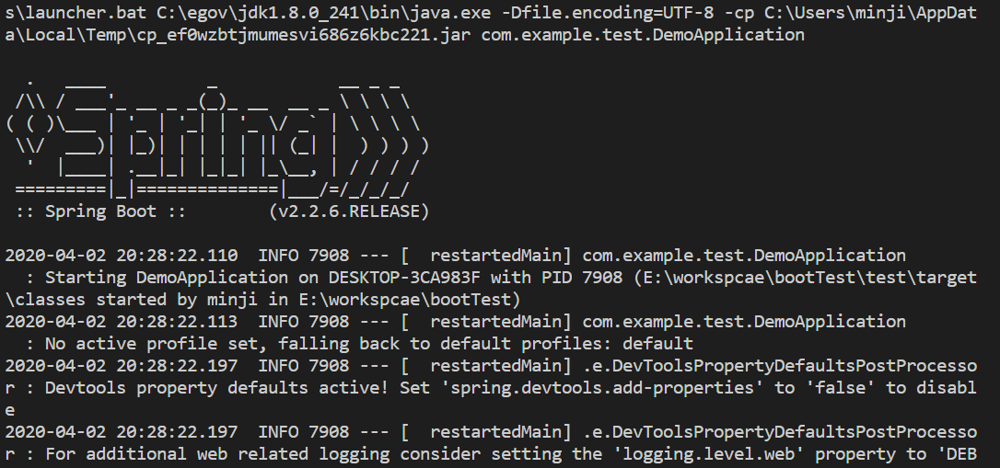 s\launcher.bat C:\egov\jdk1.8.0_241\bin\java.exe -Dfile.encoding=UTF-8 -cp C:\Users\minji\AppDat
a\Local\Temp\cp_ef0wzbtjmumesvi686z6kbc221.jar com.example.test.DemoApplication
  .   ____          _            __ _ _
 /\\ / ___'_ __ _ _(_)_ __  __ _ \ \ \ \
( ( )\___ | '_ | '_| | '_ \/ _` | \ \ \ \
 \\/  ___)| |_)| | | | | || (_| |  ) ) ) )
  '  |____| .__|_| |_|_| |_\__, | / / / /
 =========|_|==============|___/=/_/_/_/
 :: Spring Boot ::        (v2.2.6.RELEASE)
2020-04-02 20:28:22.110  INFO 7908 --- [  restartedMain] com.example.test.DemoApplication
  : Starting DemoApplication on DESKTOP-3CA983F with PID 7908 (E:\workspcae\bootTest\test\target
\classes started by minji in E:\workspcae\bootTest)
2020-04-02 20:28:22.113  INFO 7908 --- [  restartedMain] com.example.test.DemoApplication
  : No active profile set, falling back to default profiles: default
2020-04-02 20:28:22.197  INFO 7908 --- [  restartedMain] .e.DevToolsPropertyDefaultsPostProcesso
r : Devtools property defaults active! Set 'spring.devtools.add-properties' to 'false' to disabl
e
2020-04-02 20:28:22.197  INFO 7908 --- [  restartedMain] .e.DevToolsPropertyDefaultsPostProcesso
r : For additional web related logging consider setting the 'logging.level.web' property to 'DEB